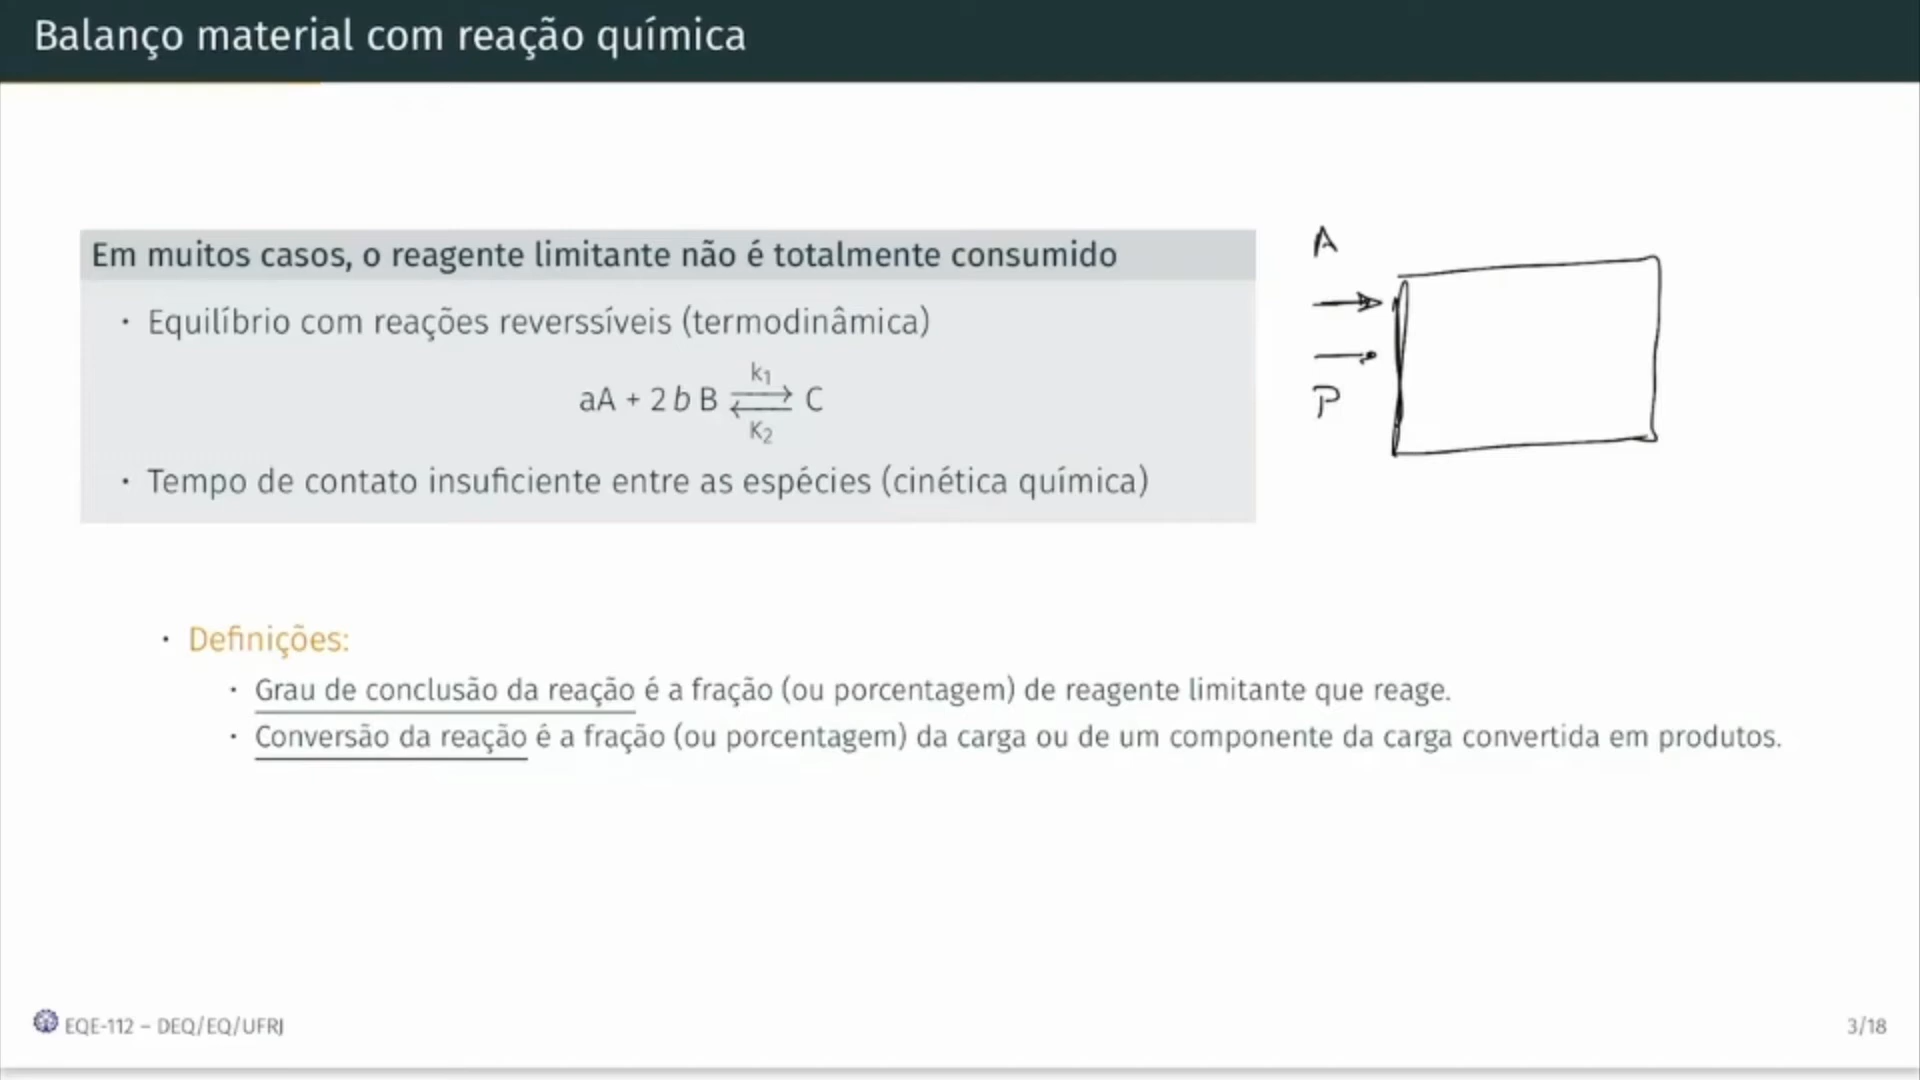 Balanço material com reação química
Em muitos casos, o reagente limitante não é totalmente consumido
· Equilíbrio com reações reverssíveis (termodinâmica)
k₁
aA + 2 b B ⇌ C
K₂
· Tempo de contato insuficiente entre as espécies (cinética química)
A
P
· Definições:
· Grau de conclusão da reação é a fração (ou porcentagem) de reagente limitante que reage.
· Conversão da reação é a fração (ou porcentagem) da carga ou de um componente da carga convertida em produtos.
EQE-112 – DEQ/EQ/UFRJ
3/18